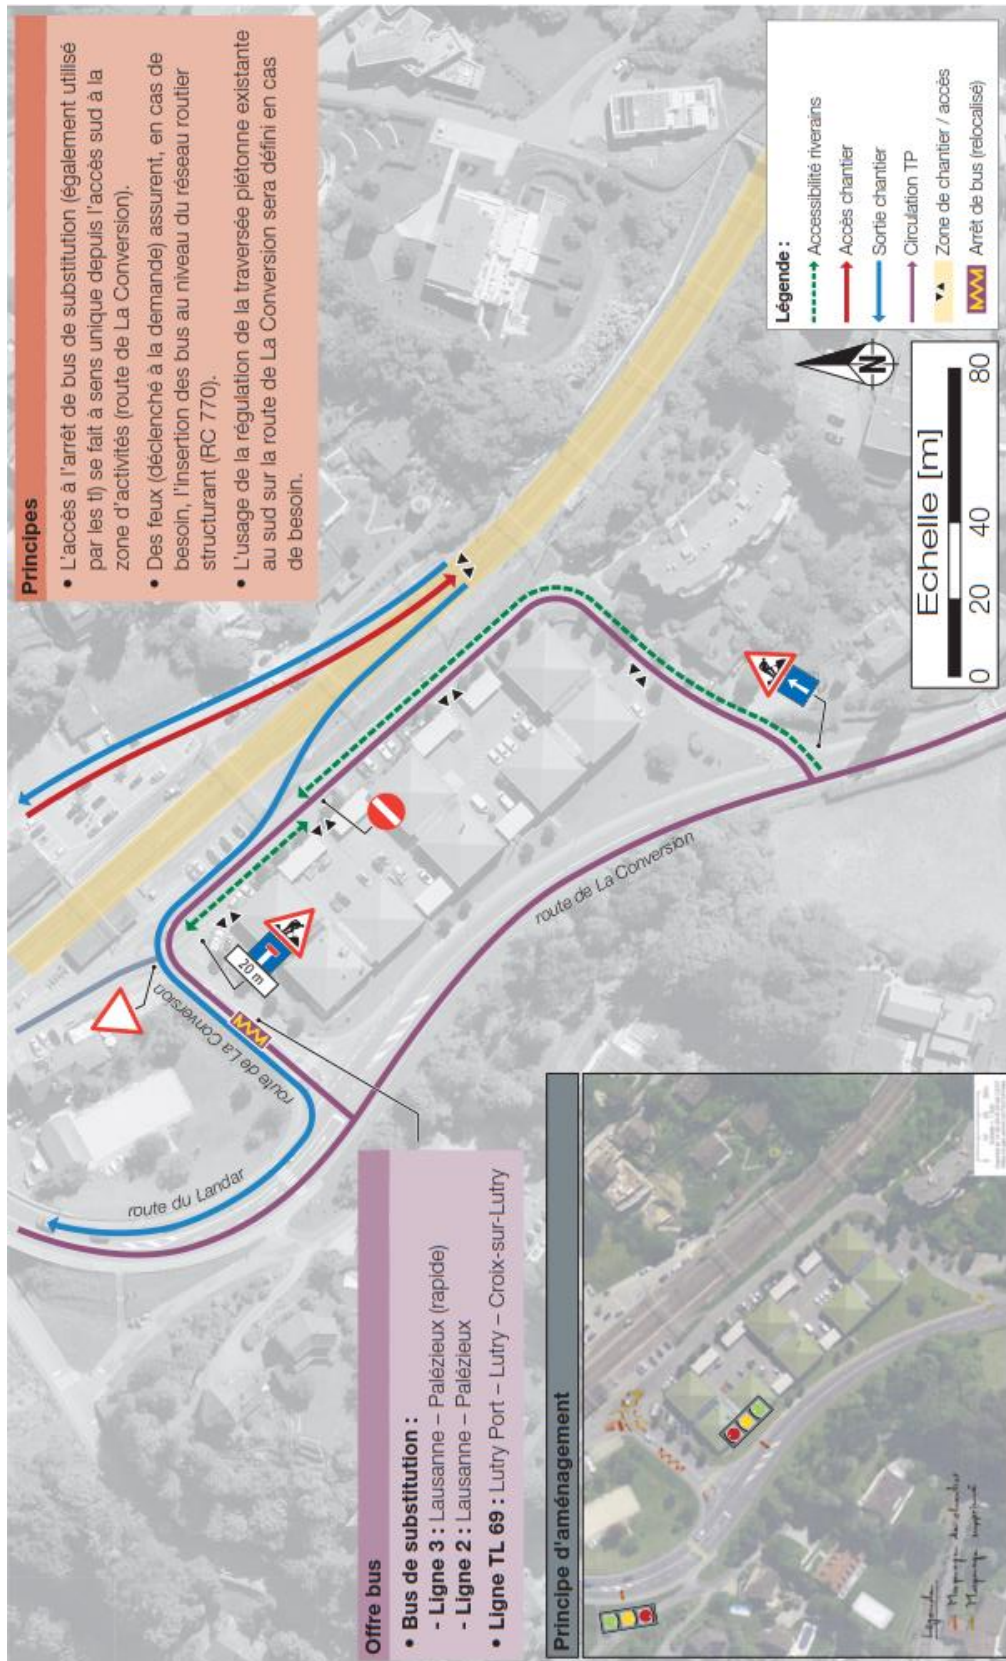 Principes
• L'accès à l'arrêt de bus de substitution (également utilisé
par les tl) se fait à sens unique depuis l'accès sud à la
zone d'activités (route de La Conversion).
• Des feux (déclenché à la demande) assurent, en cas de
besoin, l'insertion des bus au niveau du réseau routier
structurant (RC 770).
• L'usage de la régulation de la traversée piétonne existante
au sud sur la route de La Conversion sera défini en cas
de besoin.
route du Landar
route de La Conversion
20 m
route de La Conversion
Offre bus
• Bus de substitution :
- Ligne 3 : Lausanne – Palézieux (rapide)
- Ligne 2 : Lausanne – Palézieux
• Ligne TL 69 : Lutry Port – Lutry – Croix-sur-Lutry
Légende :
Accessibilité riverains
Accès chantier
Sortie chantier
Circulation TP
Zone de chantier / accès
Arrêt de bus (relocalisé)
N
Echelle [m]
0 20 40 80
Principe d'aménagement
Légende
Marquage de chantier
Marquage supprimé